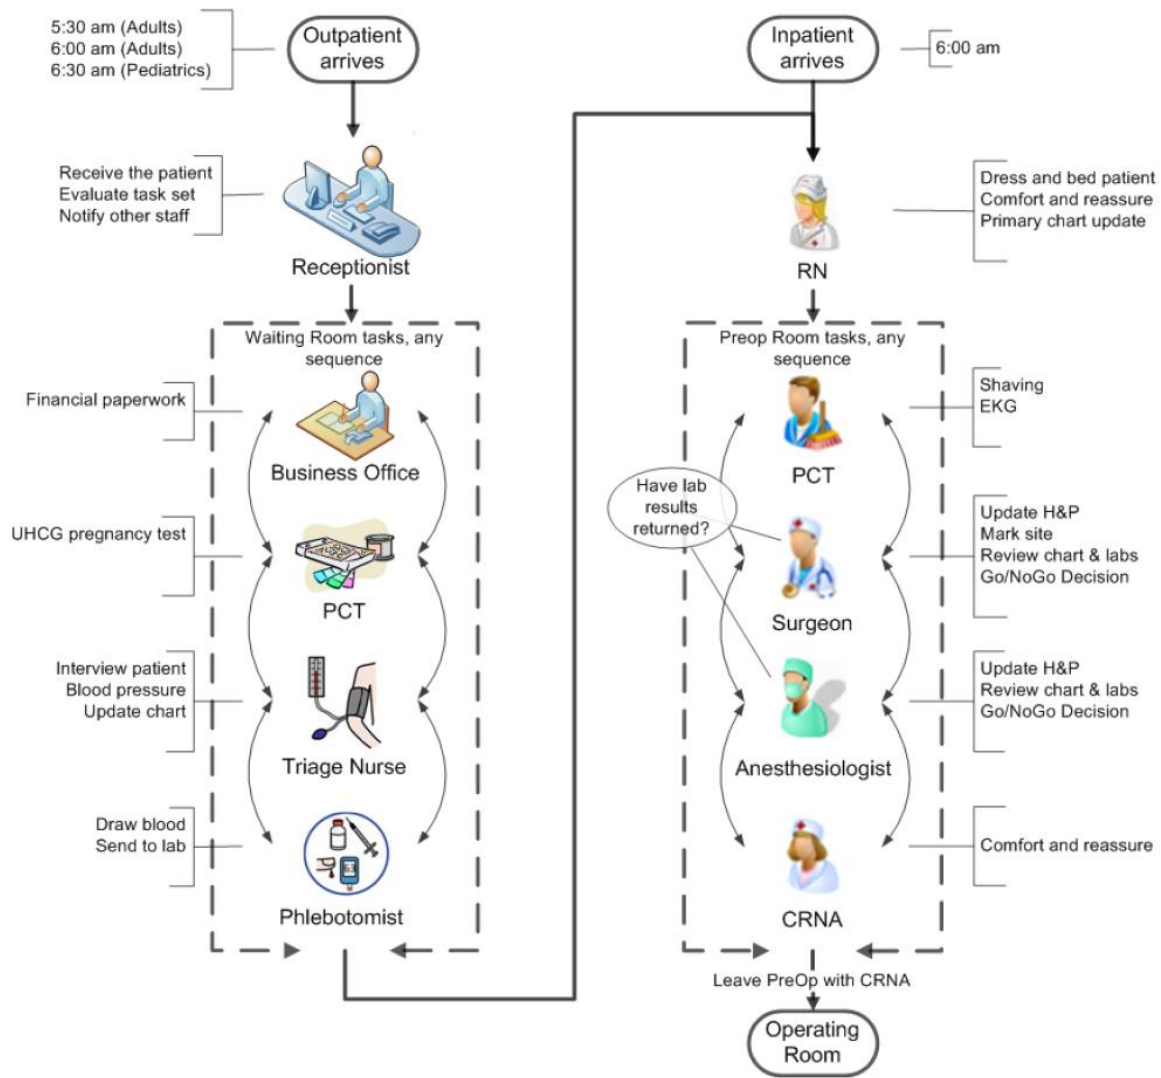 5:30 am (Adults)
6:00 am (Adults)
6:30 am (Pediatrics)
Outpatient
arrives
Receive the patient
Evaluate task set
Notify other staff
Receptionist
Waiting Room tasks, any
sequence
Financial paperwork
Business Office
UHCG pregnancy test
PCT
Interview patient
Blood pressure
Update chart
Triage Nurse
Draw blood
Send to lab
Phlebotomist
Inpatient
arrives
6:00 am
Dress and bed patient
Comfort and reassure
Primary chart update
RN
Preop Room tasks, any
sequence
Shaving
EKG
PCT
Have lab
results
returned?
Update H&P
Mark site
Review chart & labs
Go/NoGo Decision
Surgeon
Update H&P
Review chart & labs
Go/NoGo Decision
Anesthesiologist
Comfort and reassure
CRNA
Leave PreOp with CRNA
Operating
Room